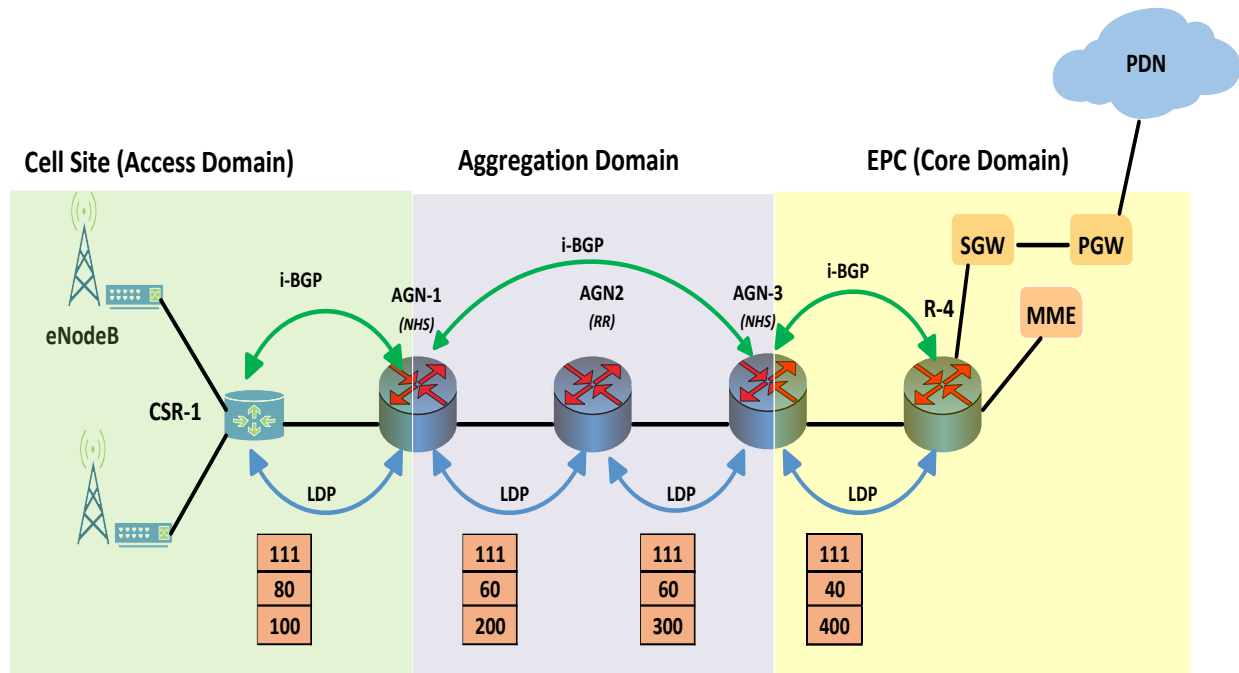 PDN
Cell Site (Access Domain)
Aggregation Domain
EPC (Core Domain)
SGW
PGW
i-BGP
i-BGP
i-BGP
AGN-1
(NHS)
AGN2
(RR)
AGN-3
(NHS)
R-4
MME
eNodeB
CSR-1
LDP
LDP
LDP
LDP
111
80
100
111
60
200
111
60
300
111
40
400